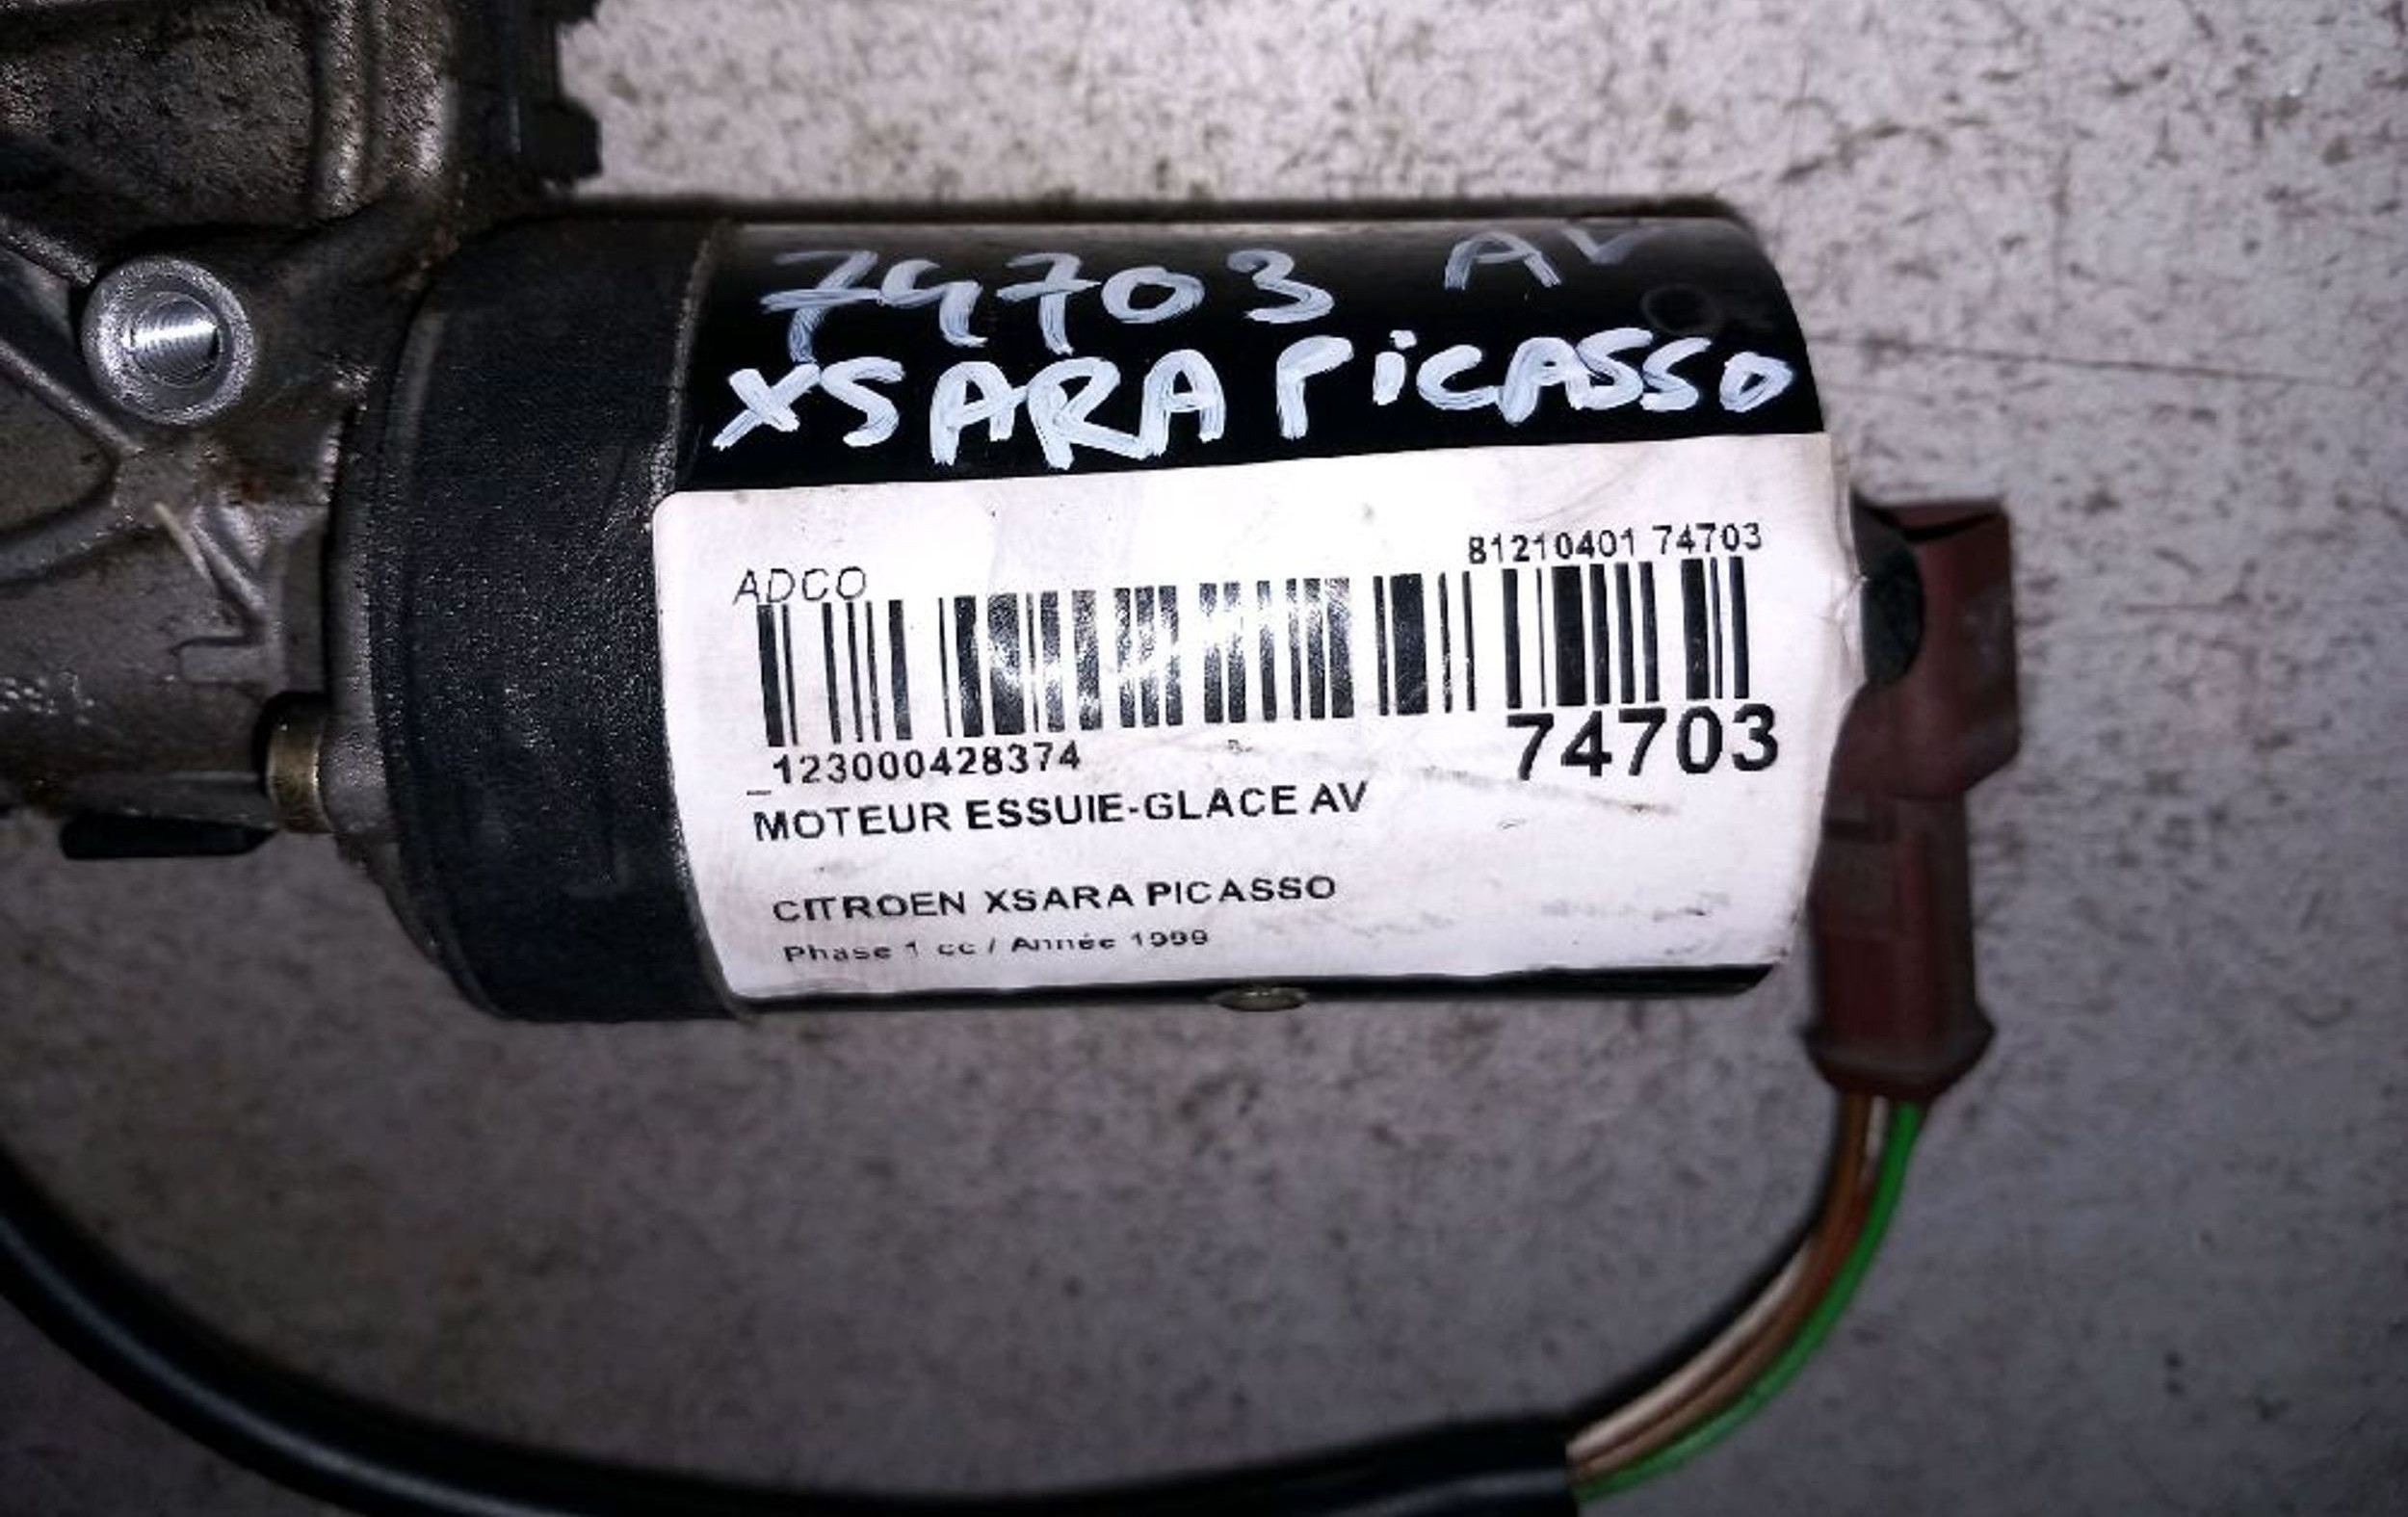 74703 AV
XSARA PICASSO
81210401 74703
ADCO
_123000428374
74703
MOTEUR ESSUIE-GLACE AV
CITROEN XSARA PICASSO
Phase 1 cc / Année 1999